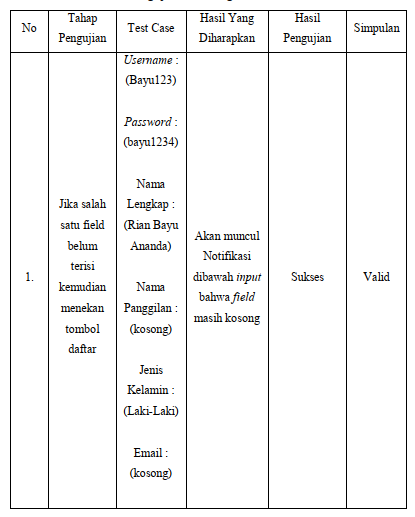 No
Tahap
Pengujian
Test Case
Hasil Yang
Diharapkan
Hasil
Pengujian
Simpulan
1.
Jika salah
satu field
belum
terisi
kemudian
menekan
tombol
daftar
Username :
(Bayu123)
Password :
(bayu1234)
Nama
Lengkap :
(Rian Bayu
Ananda)
Nama
Panggilan :
(kosong)
Jenis
Kelamin :
(Laki-Laki)
Email :
(kosong)
Akan muncul
Notifikasi
dibawah input
bahwa field
masih kosong
Sukses
Valid